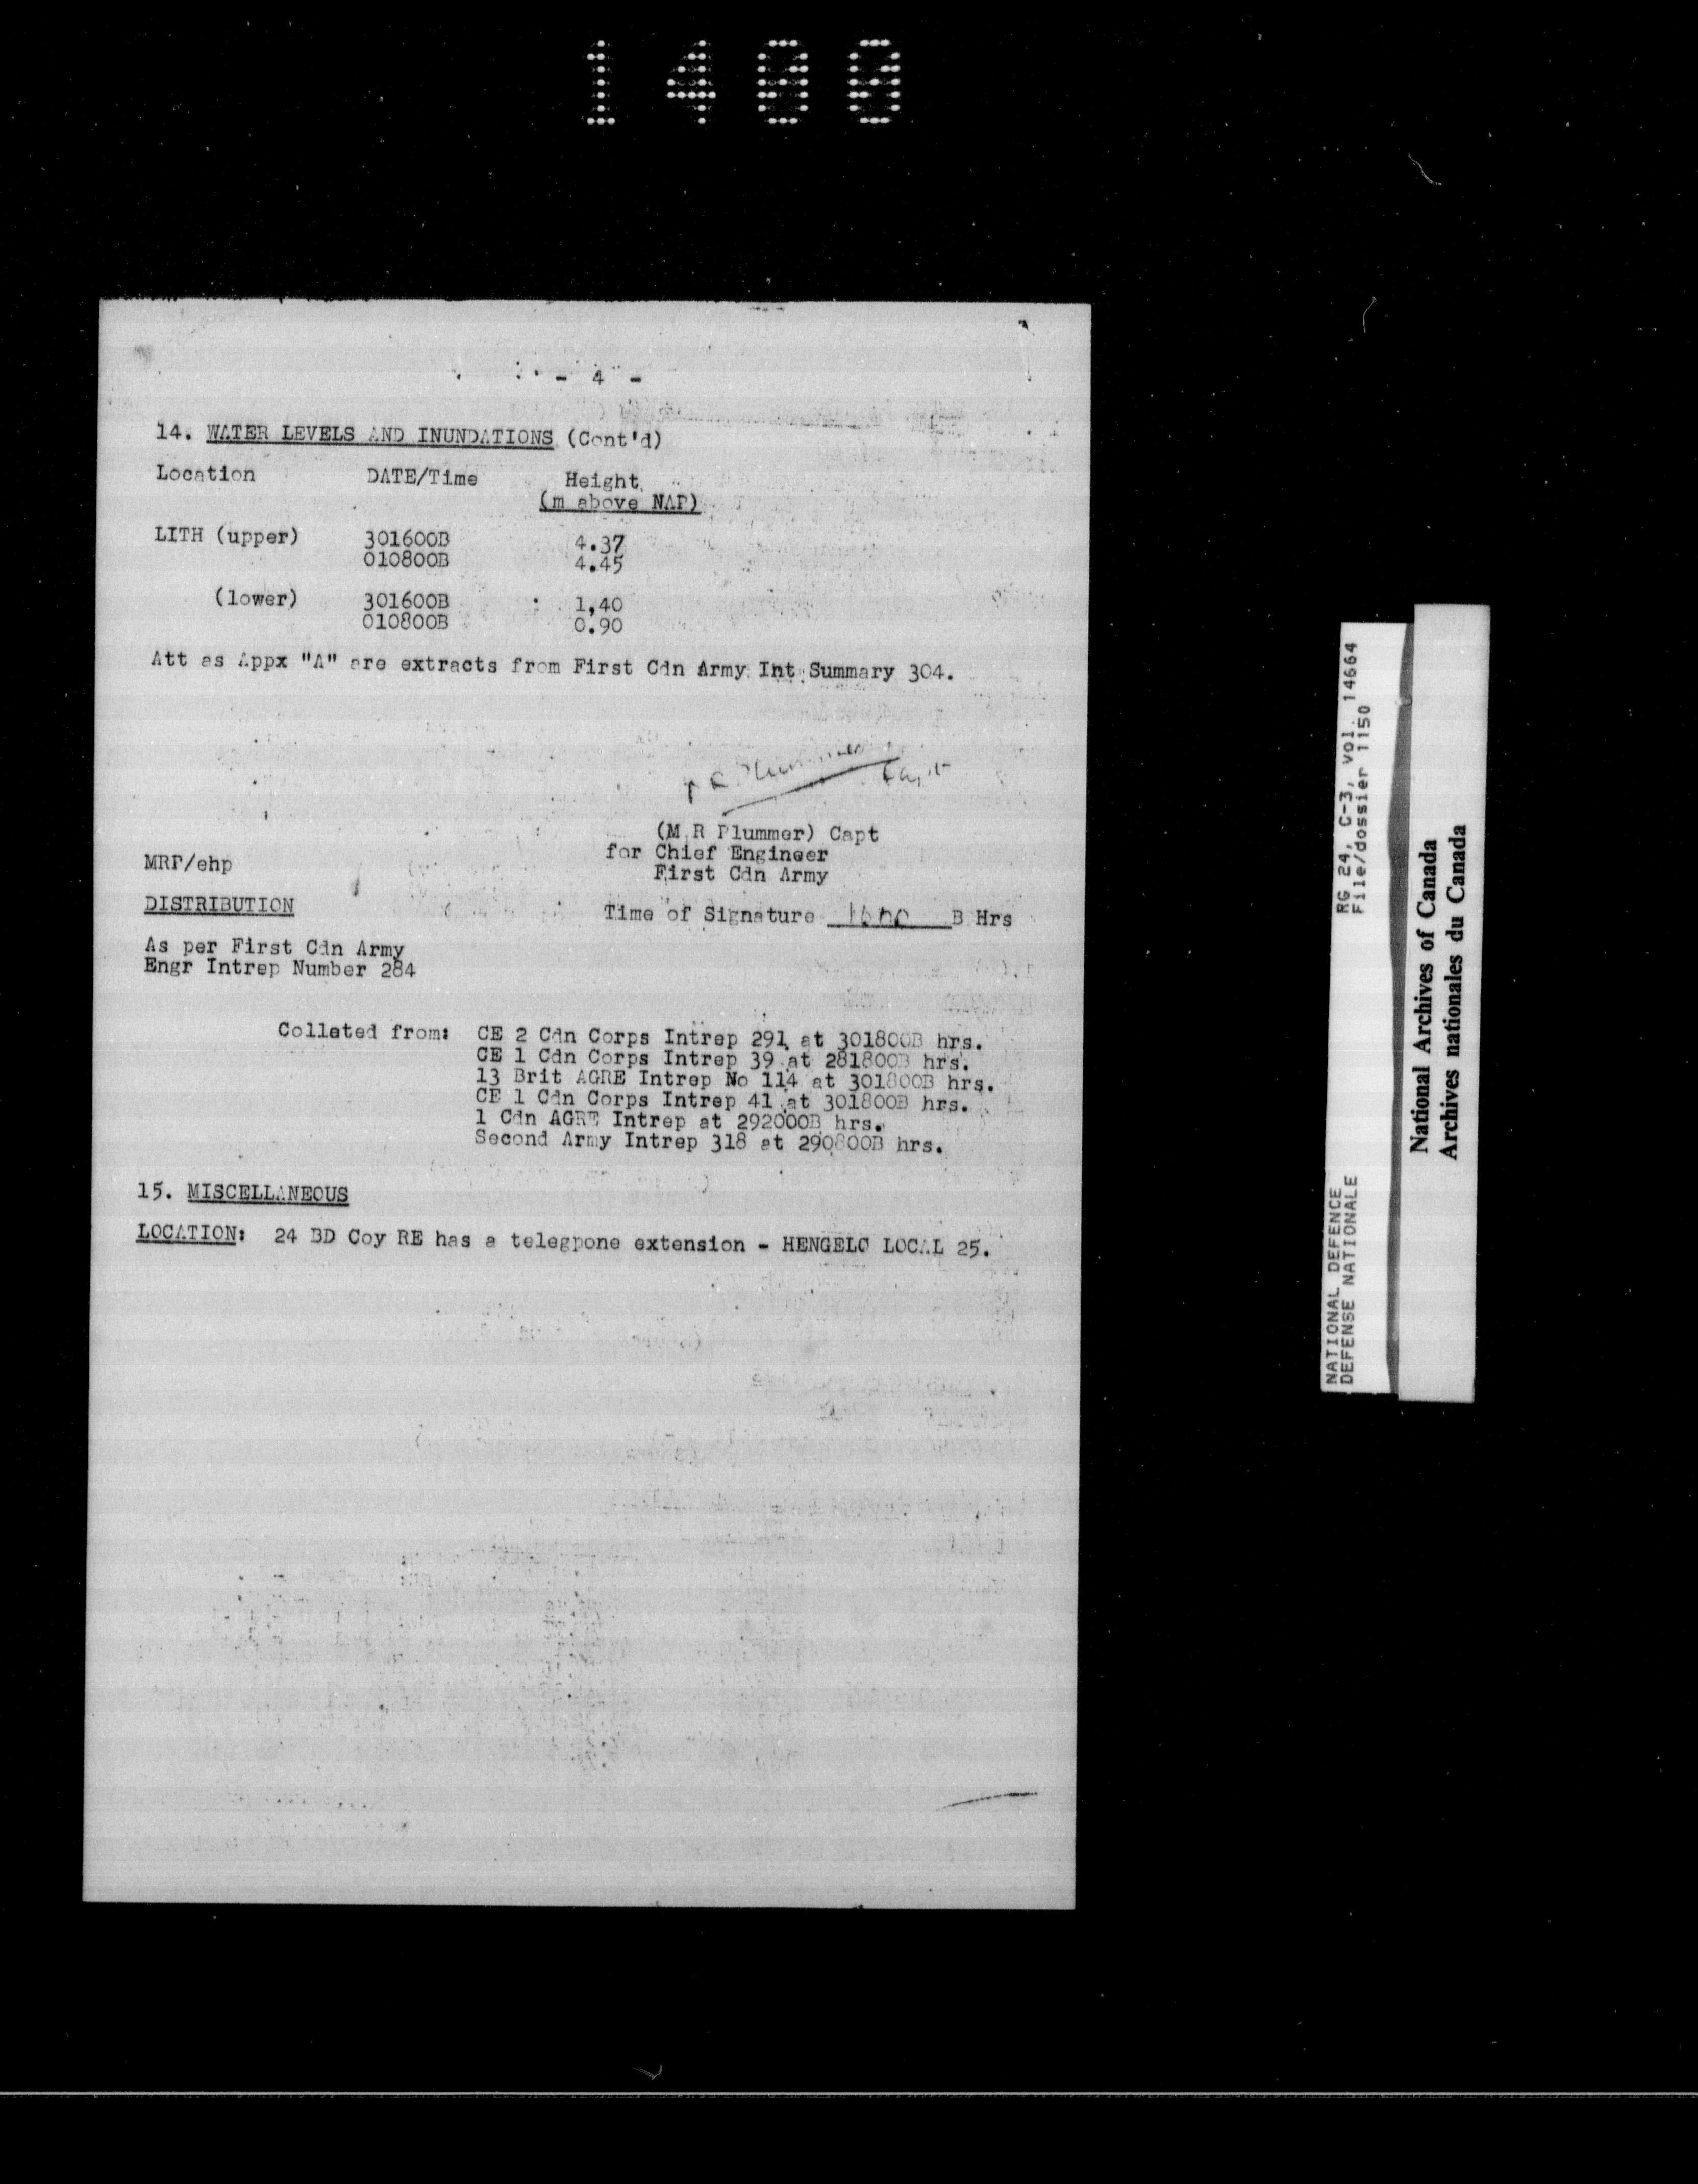 1400
- 4 -
14. WATER LEVELS AND INUNDATIONS (Cont'd)
Location DATE/Time Height
(m above NAP)
LITH (upper) 301600B 4.37
010800B 4.45
(lower) 301600B 1,40
010800B 0.90
Att as Appx "A" are extracts from First Cdn Army Int Summary 304.
Plummer
Capt
(M R Plummer) Capt
for Chief Engineer
First Cdn Army
MRP/ehp
DISTRIBUTION
Time of Signature B Hrs
As per First Cdn Army
Engr Intrep Number 284
Collated from: CE 2 Cdn Corps Intrep 291 at 301800B hrs.
CE 1 Cdn Corps Intrep 39 at 281800B hrs.
13 Brit AGRE Intrep No 114 at 301800B hrs.
CE 1 Cdn Corps Intrep 41 at 301800B hrs.
1 Cdn AGRE Intrep at 292000B hrs.
Second Army Intrep 318 at 290800B hrs.
15. MISCELLANEOUS
LOCATION: 24 BD Coy RE has a telegpone extension - HENGELO LOCAL 25.
NATIONAL DEFENCE RG 24, C-3, vol. 14664
DEFENSE NATIONALE File/dossier 1150
National Archives of Canada
Archives nationales du Canada